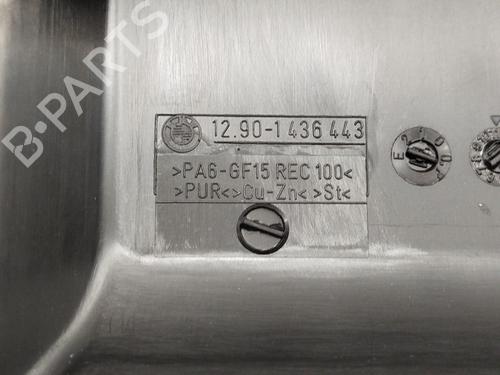 B-PARTS
12.90-1 436 443
>PA6-GF15 REC 100<
>PUR<>Cu-Zn<>St<